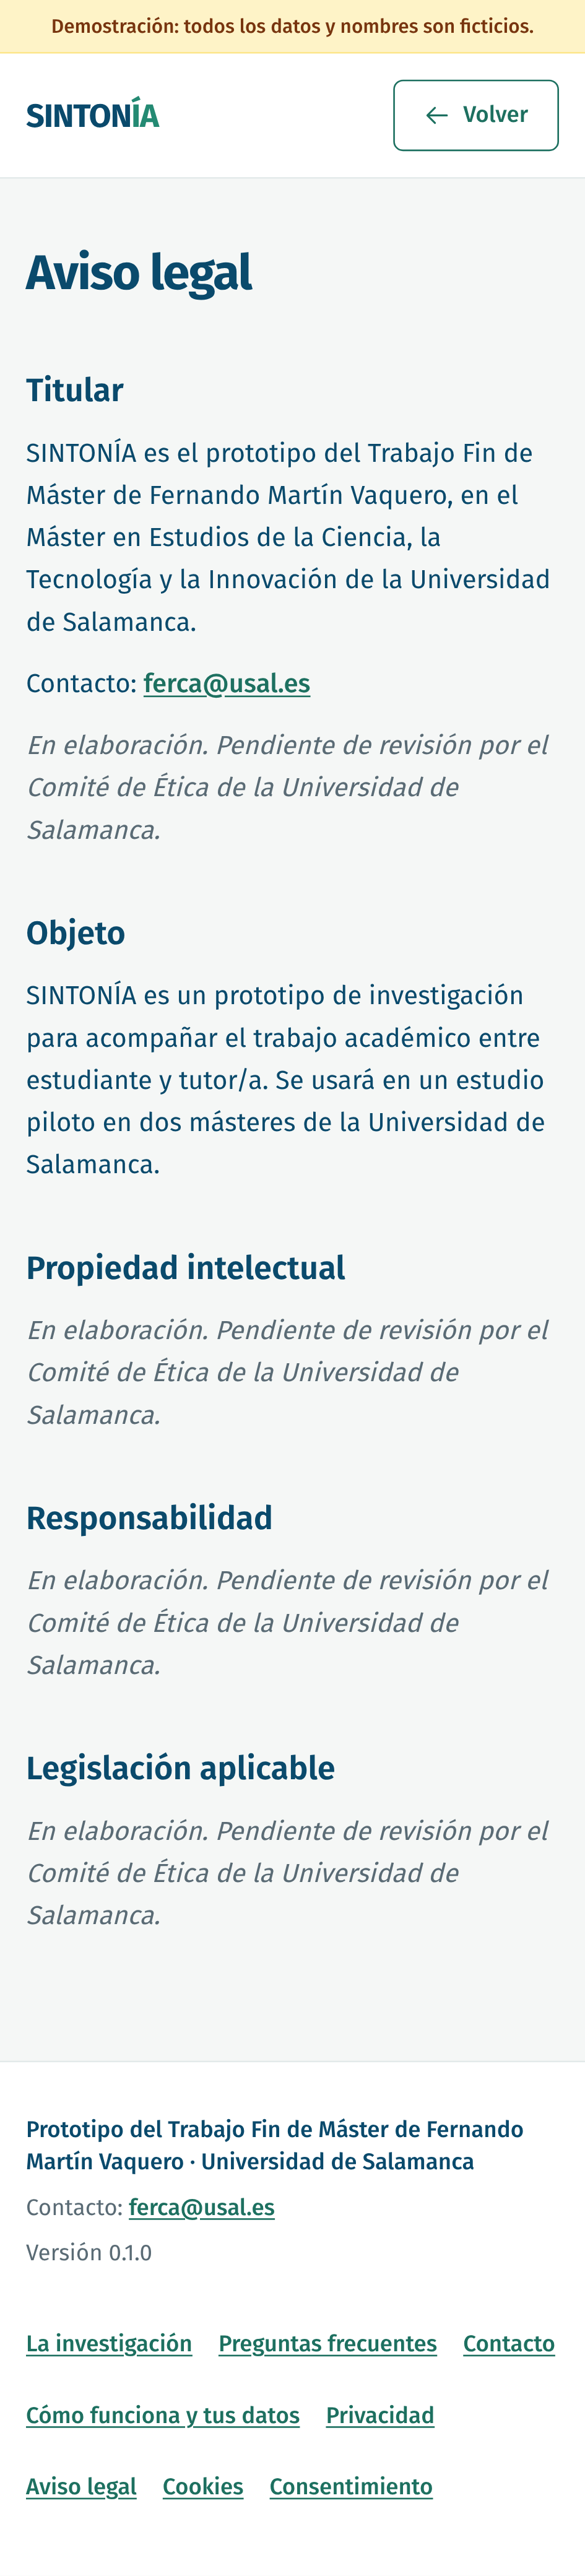 Demostración: todos los datos y nombres son ficticios.
SINTONÍA
← Volver
Aviso legal
Titular
SINTONÍA es el prototipo del Trabajo Fin de
Máster de Fernando Martín Vaquero, en el
Máster en Estudios de la Ciencia, la
Tecnología y la Innovación de la Universidad
de Salamanca.
Contacto: ferca@usal.es
En elaboración. Pendiente de revisión por el
Comité de Ética de la Universidad de
Salamanca.
Objeto
SINTONÍA es un prototipo de investigación
para acompañar el trabajo académico entre
estudiante y tutor/a. Se usará en un estudio
piloto en dos másteres de la Universidad de
Salamanca.
Propiedad intelectual
En elaboración. Pendiente de revisión por el
Comité de Ética de la Universidad de
Salamanca.
Responsabilidad
En elaboración. Pendiente de revisión por el
Comité de Ética de la Universidad de
Salamanca.
Legislación aplicable
En elaboración. Pendiente de revisión por el
Comité de Ética de la Universidad de
Salamanca.
Prototipo del Trabajo Fin de Máster de Fernando
Martín Vaquero · Universidad de Salamanca
Contacto: ferca@usal.es
Versión 0.1.0
La investigación Preguntas frecuentes Contacto
Cómo funciona y tus datos Privacidad
Aviso legal Cookies Consentimiento